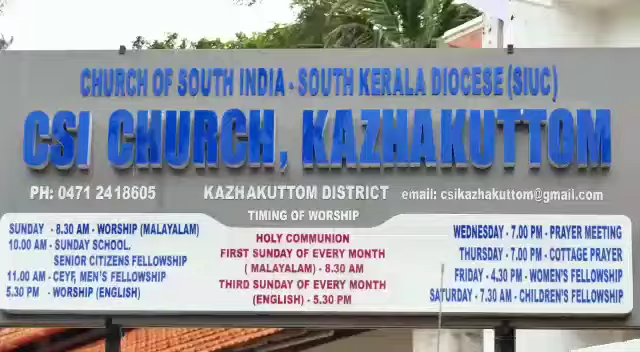 CHURCH OF SOUTH INDIA - SOUTH KERALA DIOCESE (SIUC)
CSI CHURCH, KAZHAKUTTOM
PH: 0471 2418605 KAZHAKUTTOM DISTRICT email: csikazhakuttom@gmail.com
TIMING OF WORSHIP
SUNDAY - 8.30 AM - WORSHIP (MALAYALAM)
10.00 AM - SUNDAY SCHOOL,
SENIOR CITIZENS FELLOWSHIP
11.00 AM - CEYF, MEN'S FELLOWSHIP
5.30 PM - WORSHIP (ENGLISH)
HOLY COMMUNION
FIRST SUNDAY OF EVERY MONTH
( MALAYALAM) - 8.30 AM
THIRD SUNDAY OF EVERY MONTH
(ENGLISH) - 5.30 PM
WEDNESDAY - 7.00 PM - PRAYER MEETING
THURSDAY - 7.00 PM - COTTAGE PRAYER
FRIDAY - 4.30 PM - WOMEN'S FELLOWSHIP
SATURDAY - 7.30 AM - CHILDREN'S FELLOWSHIP